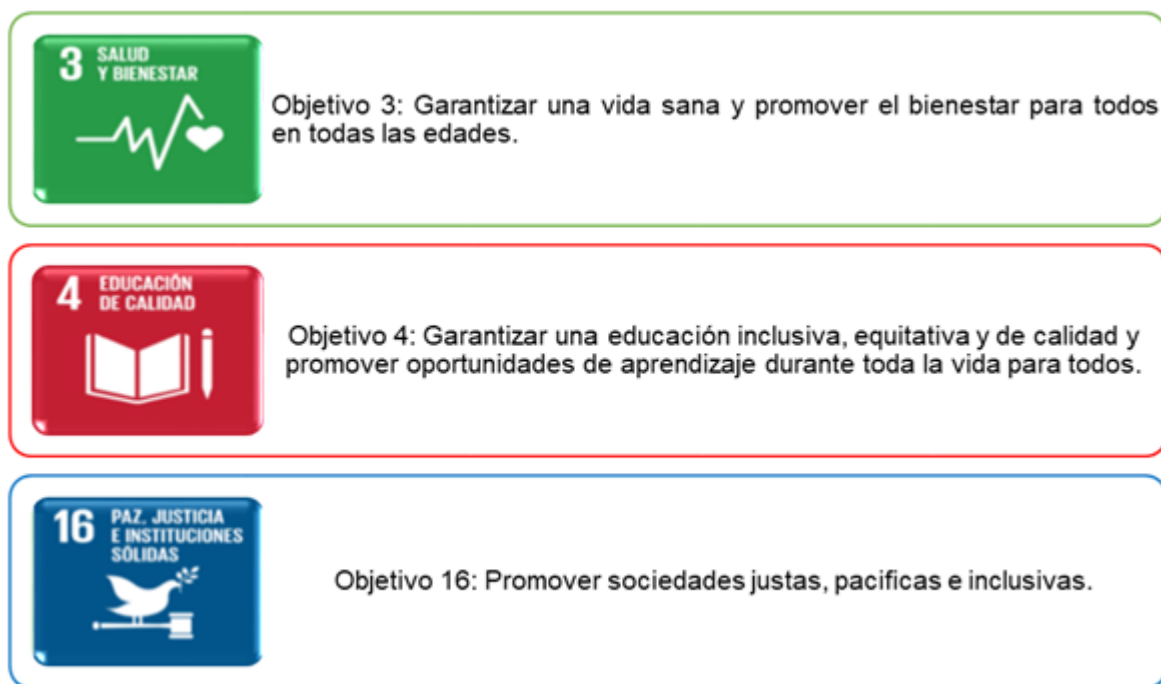 3 SALUD
Y BIENESTAR
Objetivo 3: Garantizar una vida sana y promover el bienestar para todos
en todas las edades.
4 EDUCACIÓN
DE CALIDAD
Objetivo 4: Garantizar una educación inclusiva, equitativa y de calidad y
promover oportunidades de aprendizaje durante toda la vida para todos.
16 PAZ, JUSTICIA
E INSTITUCIONES
SÓLIDAS
Objetivo 16: Promover sociedades justas, pacificas e inclusivas.